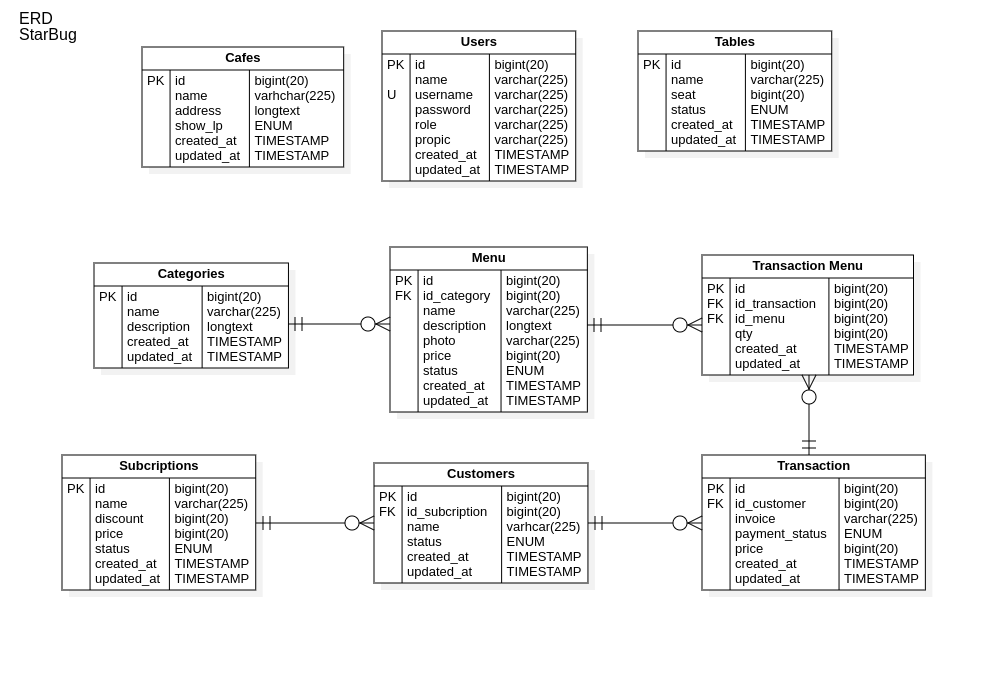 ERD
StarBug
Cafes
PK id bigint(20)
name varhchar(225)
address longtext
show_lp ENUM
created_at TIMESTAMP
updated_at TIMESTAMP
Users
PK id bigint(20)
name varchar(225)
U username varchar(225)
password varchar(225)
role varchar(225)
propic varchar(225)
created_at TIMESTAMP
updated_at TIMESTAMP
Tables
PK id bigint(20)
name varchar(225)
seat bigint(20)
status ENUM
created_at TIMESTAMP
updated_at TIMESTAMP
Categories
PK id bigint(20)
name varchar(225)
description longtext
created_at TIMESTAMP
updated_at TIMESTAMP
Menu
PK id bigint(20)
FK id_category bigint(20)
name varchar(225)
description longtext
photo varchar(225)
price bigint(20)
status ENUM
created_at TIMESTAMP
updated_at TIMESTAMP
Transaction Menu
PK id bigint(20)
FK id_transaction bigint(20)
FK id_menu bigint(20)
qty bigint(20)
created_at TIMESTAMP
updated_at TIMESTAMP
Subcriptions
PK id bigint(20)
name varchar(225)
discount bigint(20)
price bigint(20)
status ENUM
created_at TIMESTAMP
updated_at TIMESTAMP
Customers
PK id bigint(20)
FK id_subcription bigint(20)
name varhcar(225)
status ENUM
created_at TIMESTAMP
updated_at TIMESTAMP
Transaction
PK id bigint(20)
FK id_customer bigint(20)
invoice varchar(225)
payment_status ENUM
price bigint(20)
created_at TIMESTAMP
updated_at TIMESTAMP